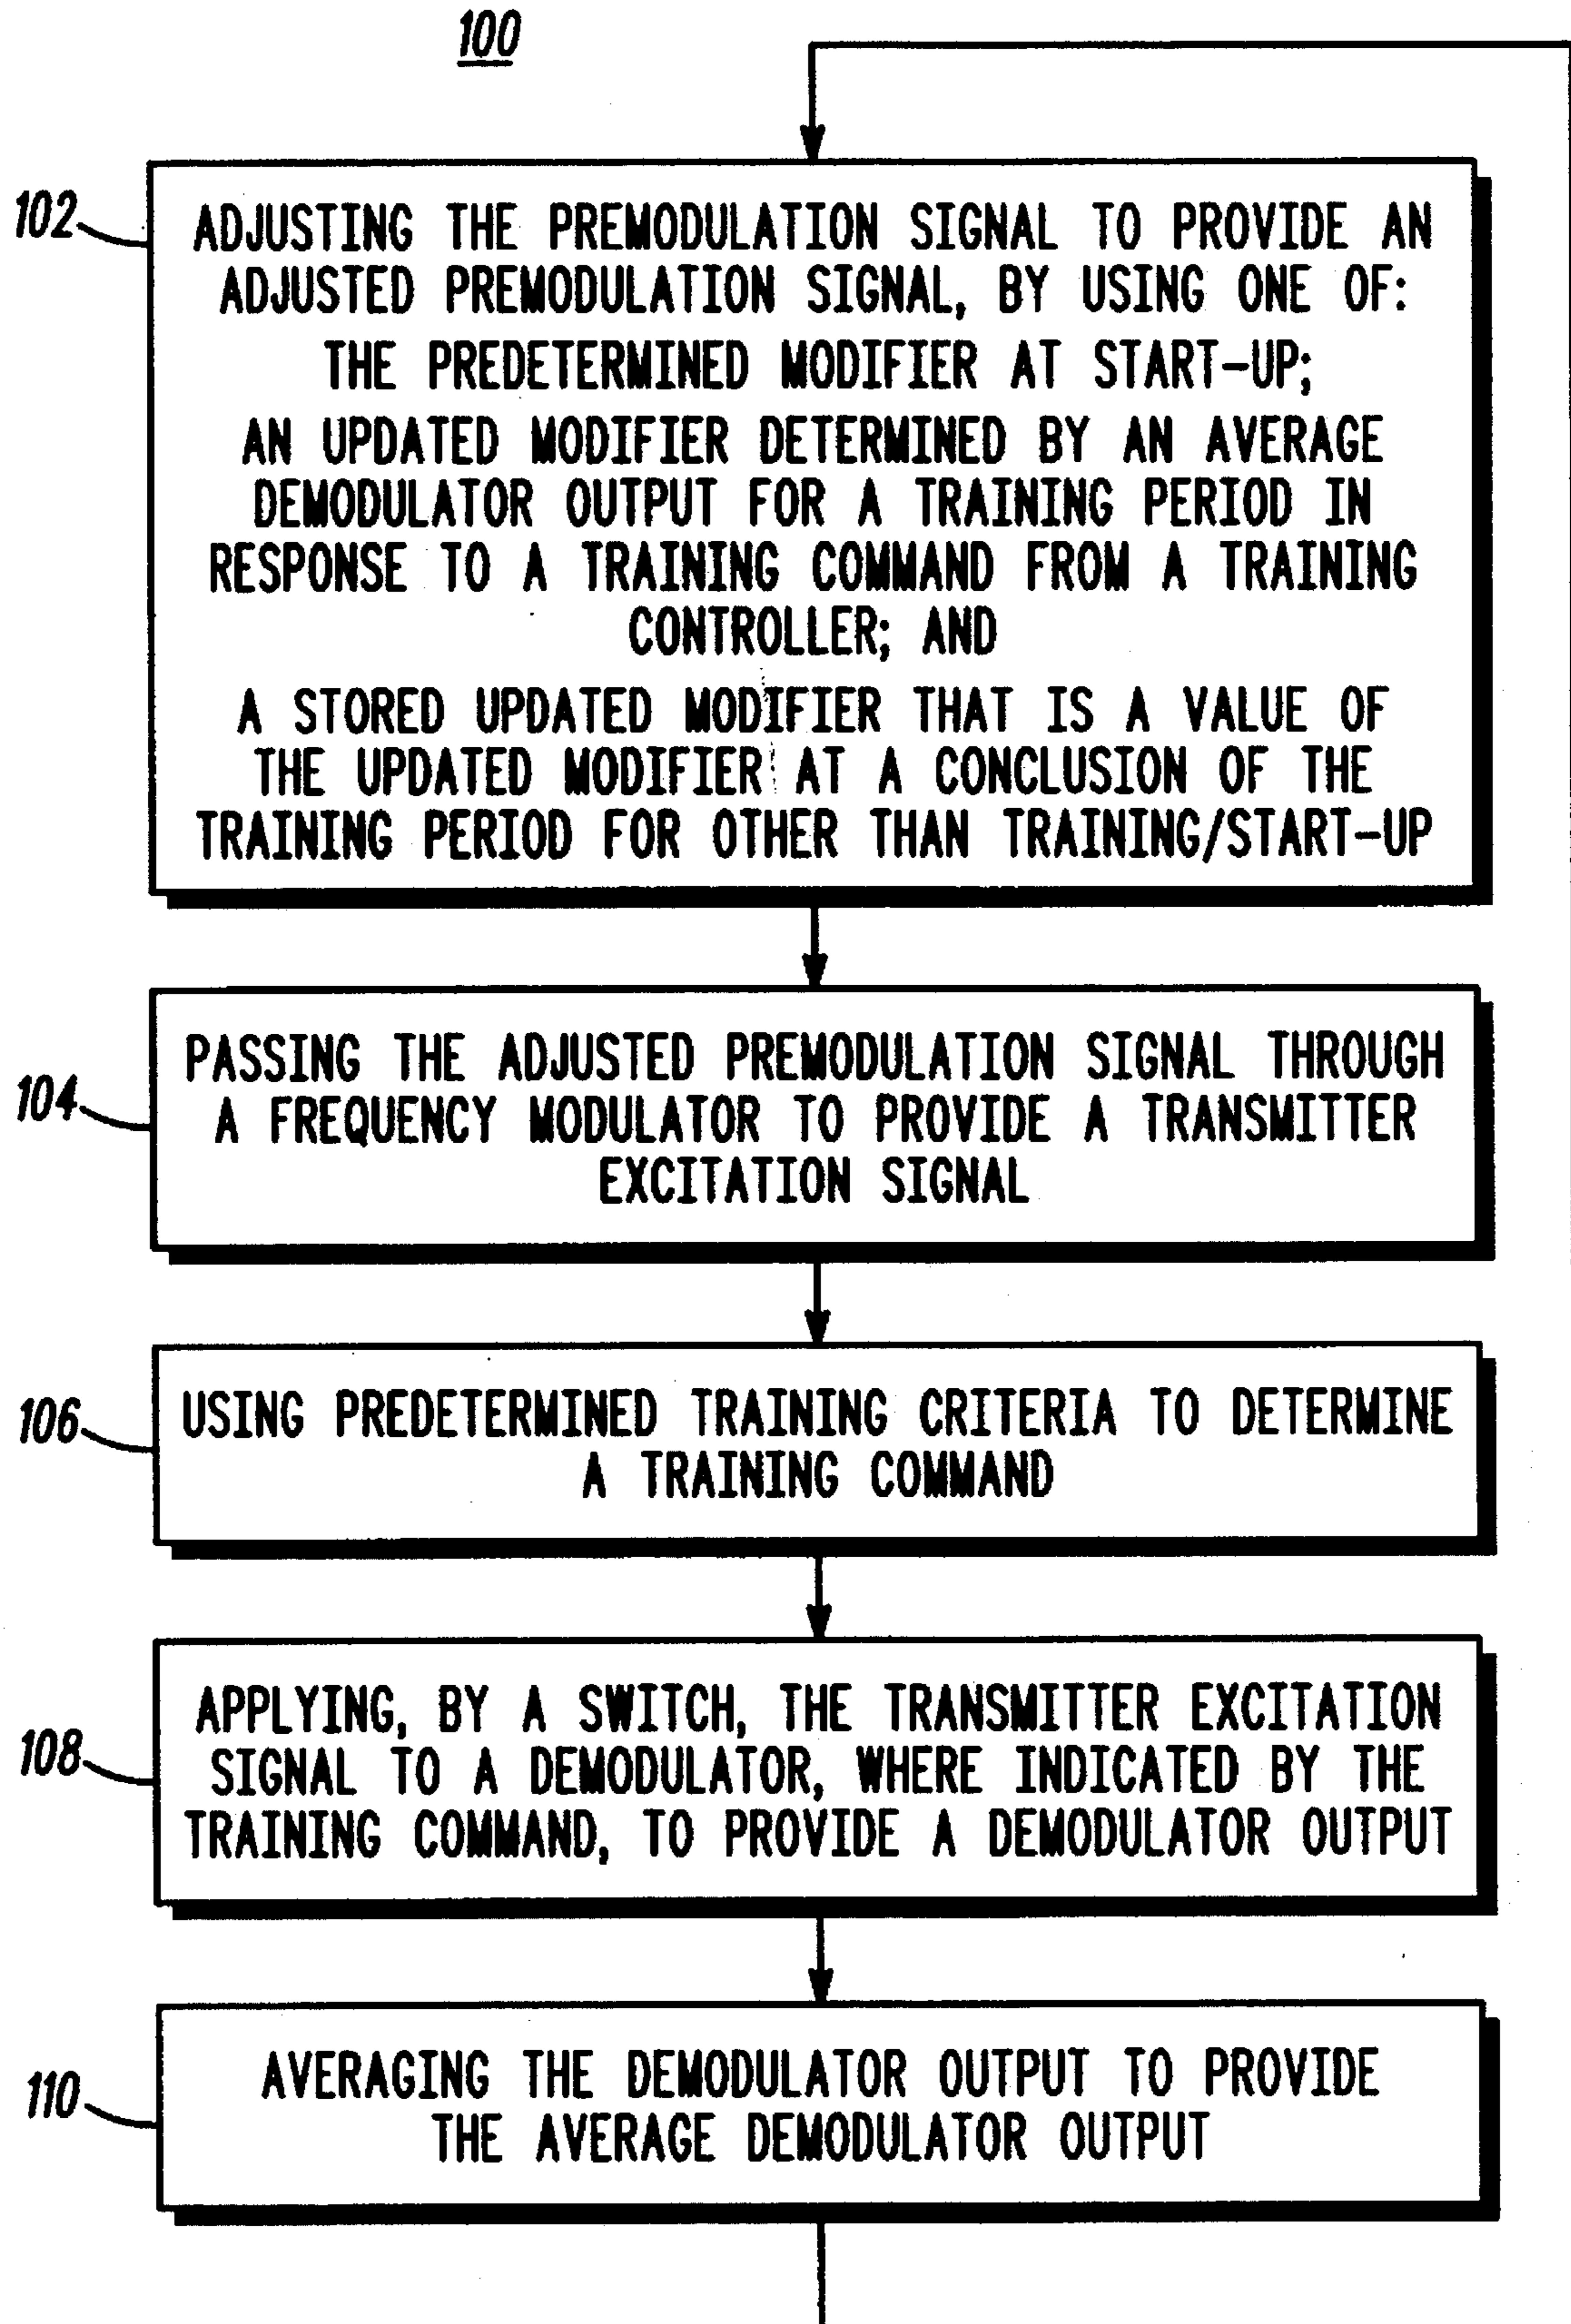 100
102
ADJUSTING THE PREMODULATION SIGNAL TO PROVIDE AN
ADJUSTED PREMODULATION SIGNAL, BY USING ONE OF:
THE PREDETERMINED MODIFIER AT START-UP;
AN UPDATED MODIFIER DETERMINED BY AN AVERAGE
DEMODULATOR OUTPUT FOR A TRAINING PERIOD IN
RESPONSE TO A TRAINING COMMAND FROM A TRAINING
CONTROLLER; AND
A STORED UPDATED MODIFIER THAT IS A VALUE OF
THE UPDATED MODIFIER AT A CONCLUSION OF THE
TRAINING PERIOD FOR OTHER THAN TRAINING/START-UP
104
PASSING THE ADJUSTED PREMODULATION SIGNAL THROUGH
A FREQUENCY MODULATOR TO PROVIDE A TRANSMITTER
EXCITATION SIGNAL
106
USING PREDETERMINED TRAINING CRITERIA TO DETERMINE
A TRAINING COMMAND
108
APPLYING, BY A SWITCH, THE TRANSMITTER EXCITATION
SIGNAL TO A DEMODULATOR, WHERE INDICATED BY THE
TRAINING COMMAND, TO PROVIDE A DEMODULATOR OUTPUT
110
AVERAGING THE DEMODULATOR OUTPUT TO PROVIDE
THE AVERAGE DEMODULATOR OUTPUT